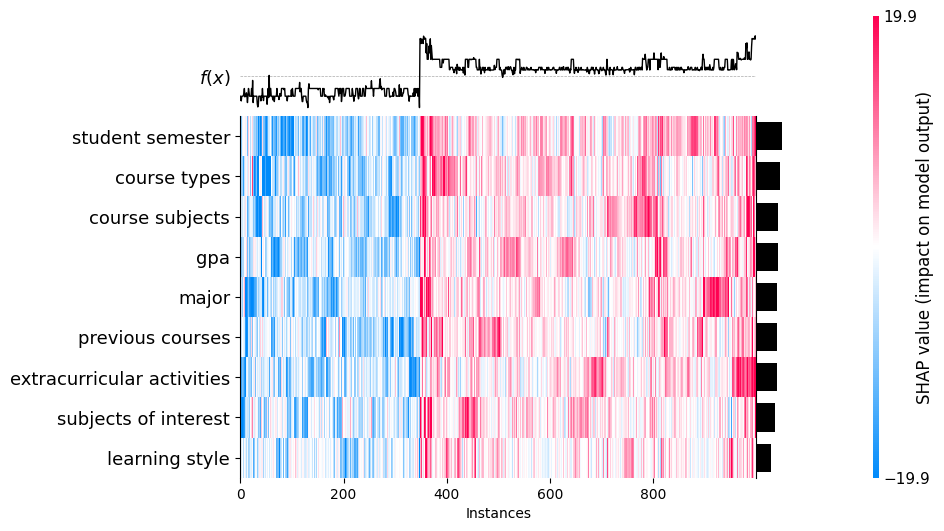 19.9
f(x)
student semester
course types
course subjects
gpa
major
previous courses
extracurricular activities
subjects of interest
learning style
−19.9
0 200 400 600 800
Instances
SHAP value (impact on model output)